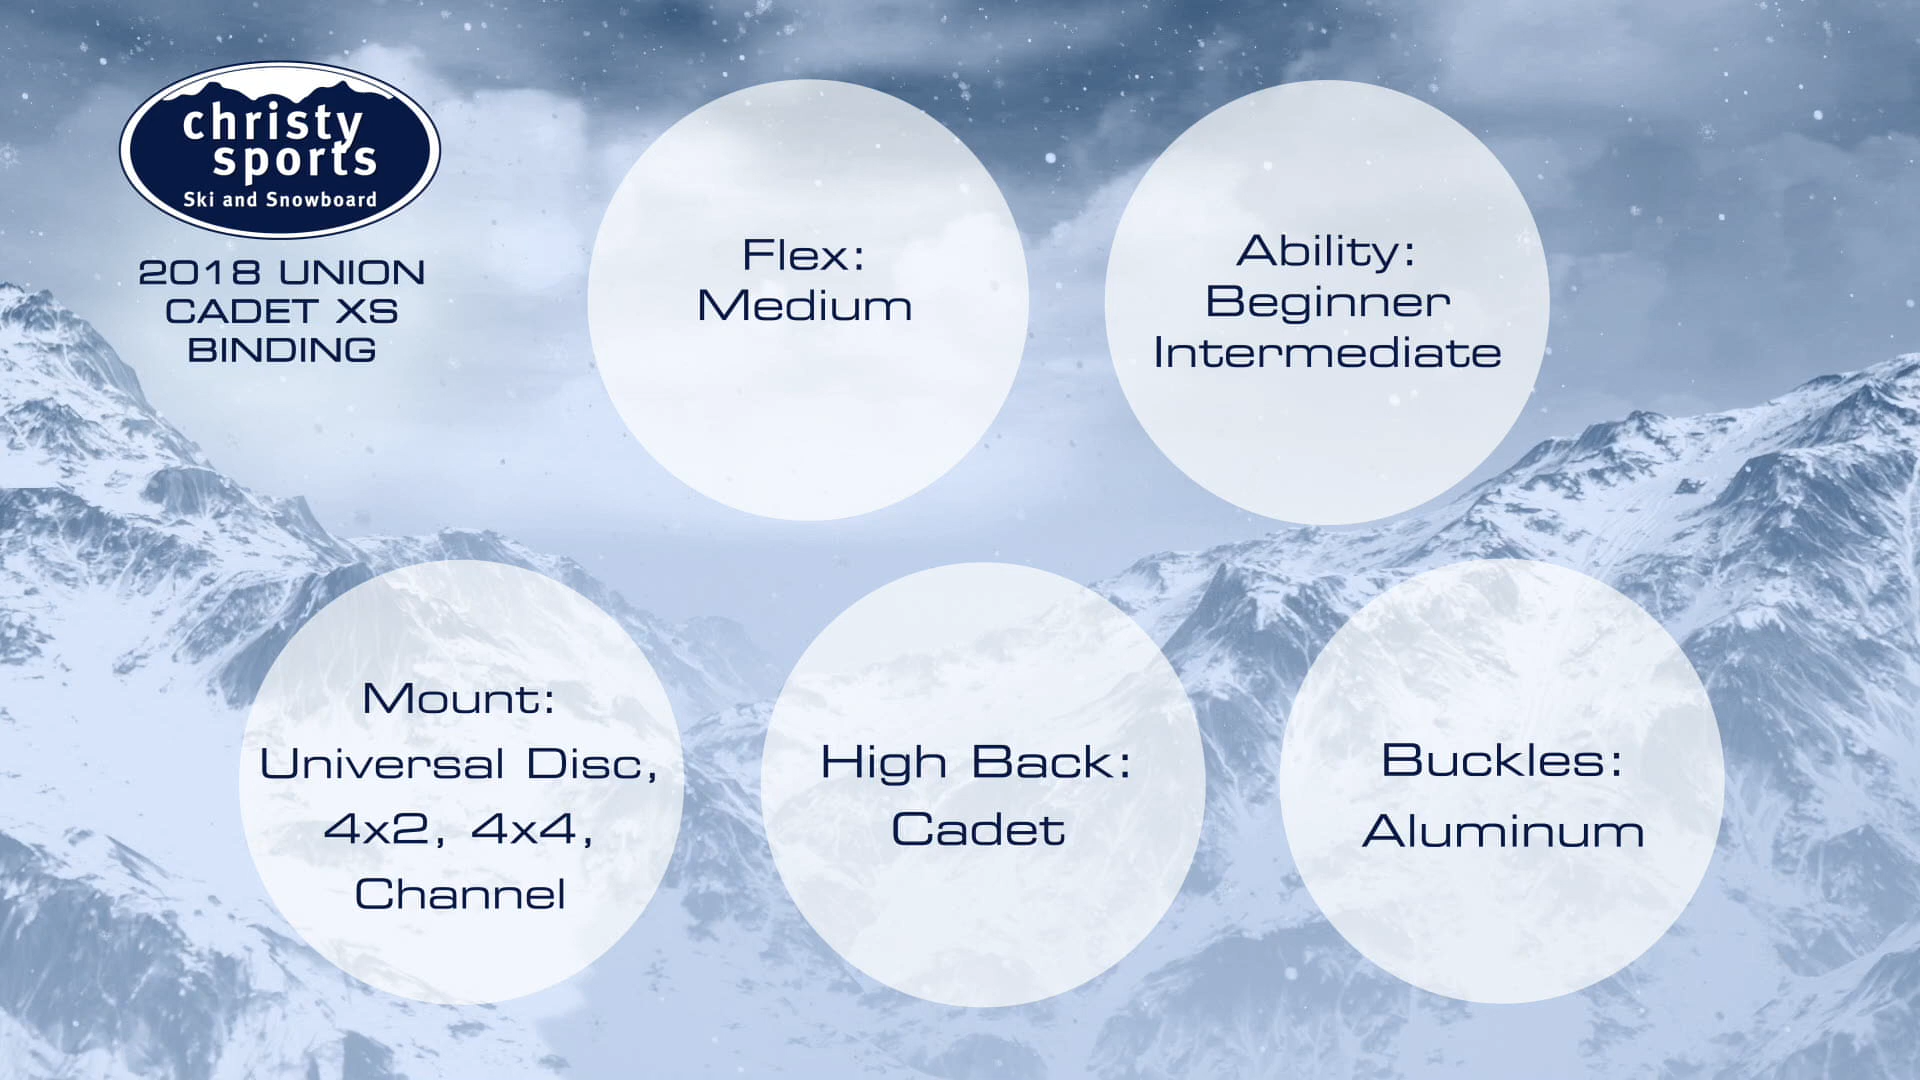 christy
sports
Ski and Snowboard
2018 UNION
CADET XS
BINDING
Flex:
Medium
Ability:
Beginner
Intermediate
Mount:
Universal Disc,
4x2, 4x4,
Channel
High Back:
Cadet
Buckles:
Aluminum